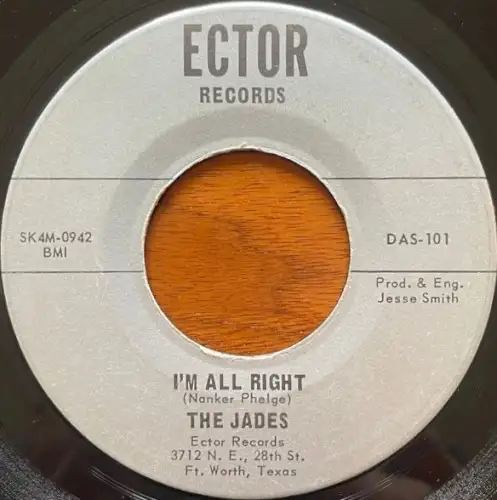 ECTOR
RECORDS
SK4M-0942
BMI
DAS-101
Prod. & Eng.
Jesse Smith
I'M ALL RIGHT
(Nanker Phelge)
THE JADES
Ector Records
3712 N. E., 28th St.
Ft. Worth, Texas